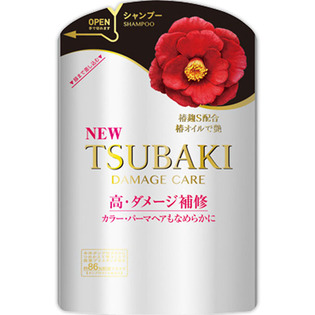 OPEN
シャンプー
SHAMPOO
椿麹S配合
椿オイルで艶
NEW
TSUBAKI
DAMAGE CARE
高・ダメージ補修
カラー・パーマヘアもなめらかに